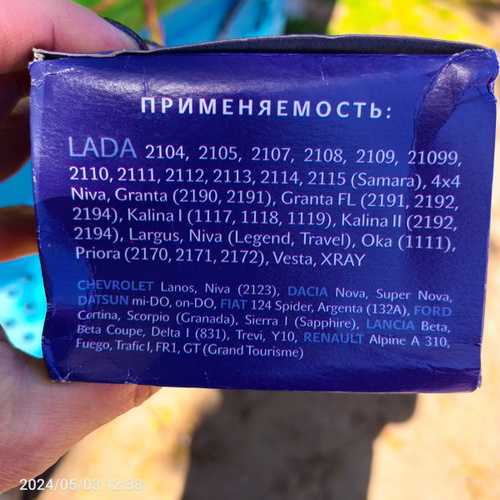 ПРИМЕНЯЕМОСТЬ:
LADA 2104, 2105, 2107, 2108, 2109, 21099,
2110, 2111, 2112, 2113, 2114, 2115 (Samara), 4x4
Niva, Granta (2190, 2191), Granta FL (2191, 2192,
2194), Kalina I (1117, 1118, 1119), Kalina II (2192,
2194), Largus, Niva (Legend, Travel), Oka (1111),
Priora (2170, 2171, 2172), Vesta, XRAY
CHEVROLET Lanos, Niva (2123), DACIA Nova, Super Nova,
DATSUN mi-DO, on-DO, FIAT 124 Spider, Argenta (132A), FORD
Cortina, Scorpio (Granada), Sierra I (Sapphire), LANCIA Beta,
Beta Coupe, Delta I (831), Trevi, Y10, RENAULT Alpine A 310,
Fuego, Trafic I, FR1, GT (Grand Tourisme)
2024/05/03 12:38